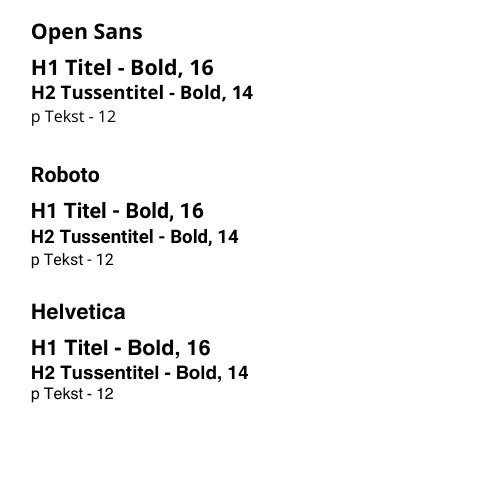 Open Sans
H1 Titel - Bold, 16
H2 Tussentitel - Bold, 14
p Tekst - 12
Roboto
H1 Titel - Bold, 16
H2 Tussentitel - Bold, 14
p Tekst - 12
Helvetica
H1 Titel - Bold, 16
H2 Tussentitel - Bold, 14
p Tekst - 12